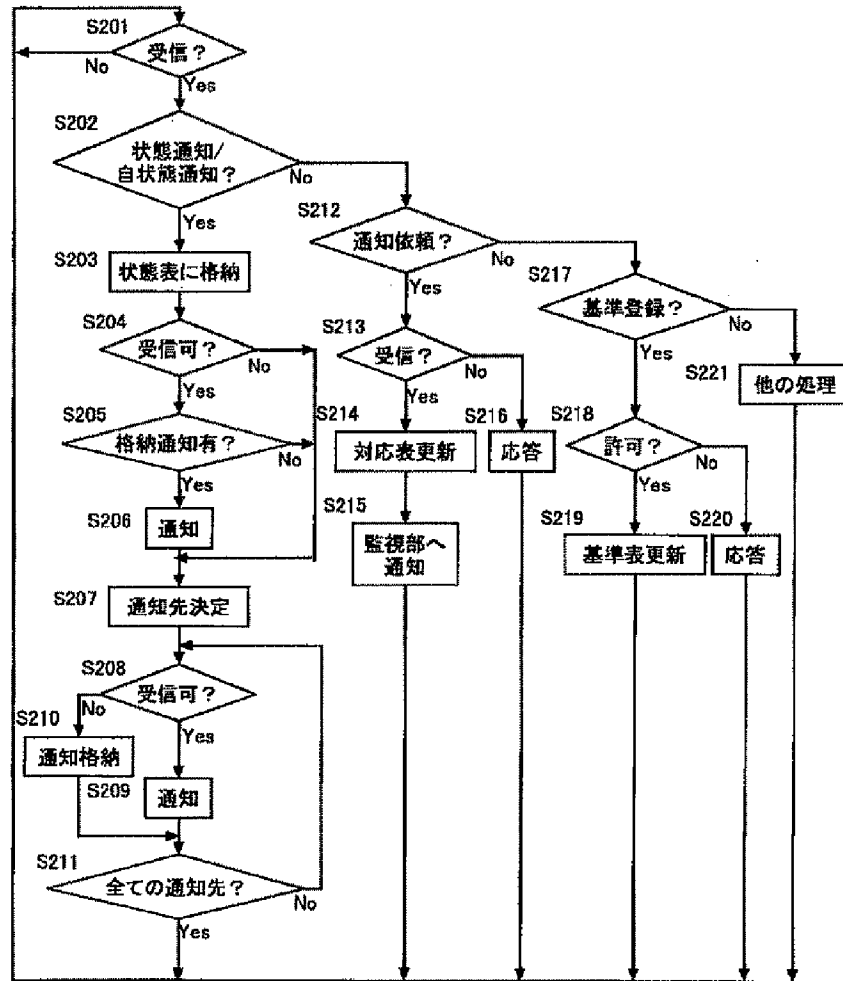 S201
受信？
No
Yes
S202
状態通知/
自状態通知？
No
Yes
S203
状態表に格納
S204
受信可？
No
Yes
S205
格納通知有？
No
Yes
S206
通知
S207
通知先決定
S208
受信可？
No
Yes
S210
通知格納
S209
通知
S211
全ての通知先？
No
Yes
S212
通知依頼？
No
Yes
S213
受信？
No
Yes
S214
対応表更新
S216
応答
S215
監視部へ
通知
S217
基準登録？
No
Yes
S221
他の処理
S218
許可？
No
Yes
S219
基準表更新
S220
応答